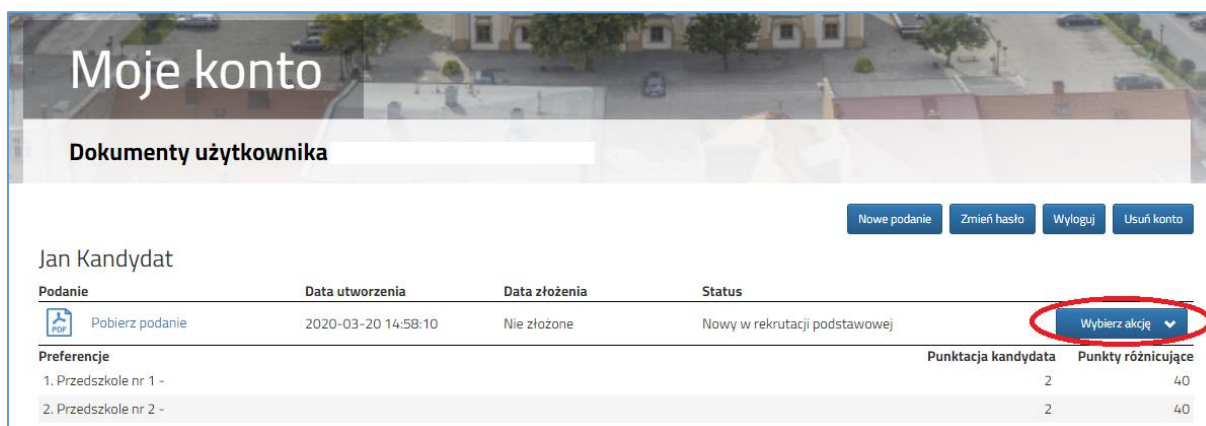 Moje konto
Dokumenty użytkownika
Nowe podanie Zmień hasło Wyloguj Usuń konto
Jan Kandydat
Podanie Data utworzenia Data złożenia Status
PDF Pobierz podanie 2020-03-20 14:58:10 Nie złożone Nowy w rekrutacji podstawowej Wybierz akcję
Preferencje Punktacja kandydata Punkty różnicujące
1. Przedszkole nr 1 - 2 40
2. Przedszkole nr 2 - 2 40